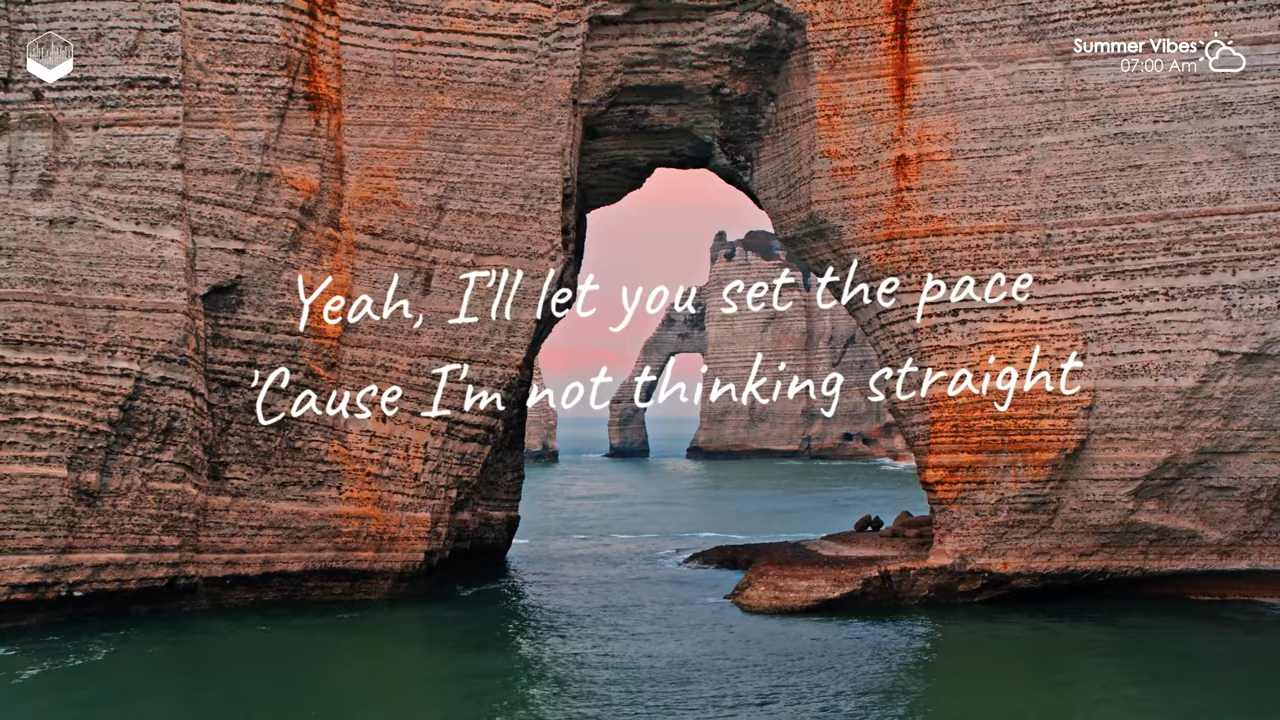 Summer Vibes
07:00 Am
Yeah, I'll let you set the pace
'Cause I'm not thinking straight